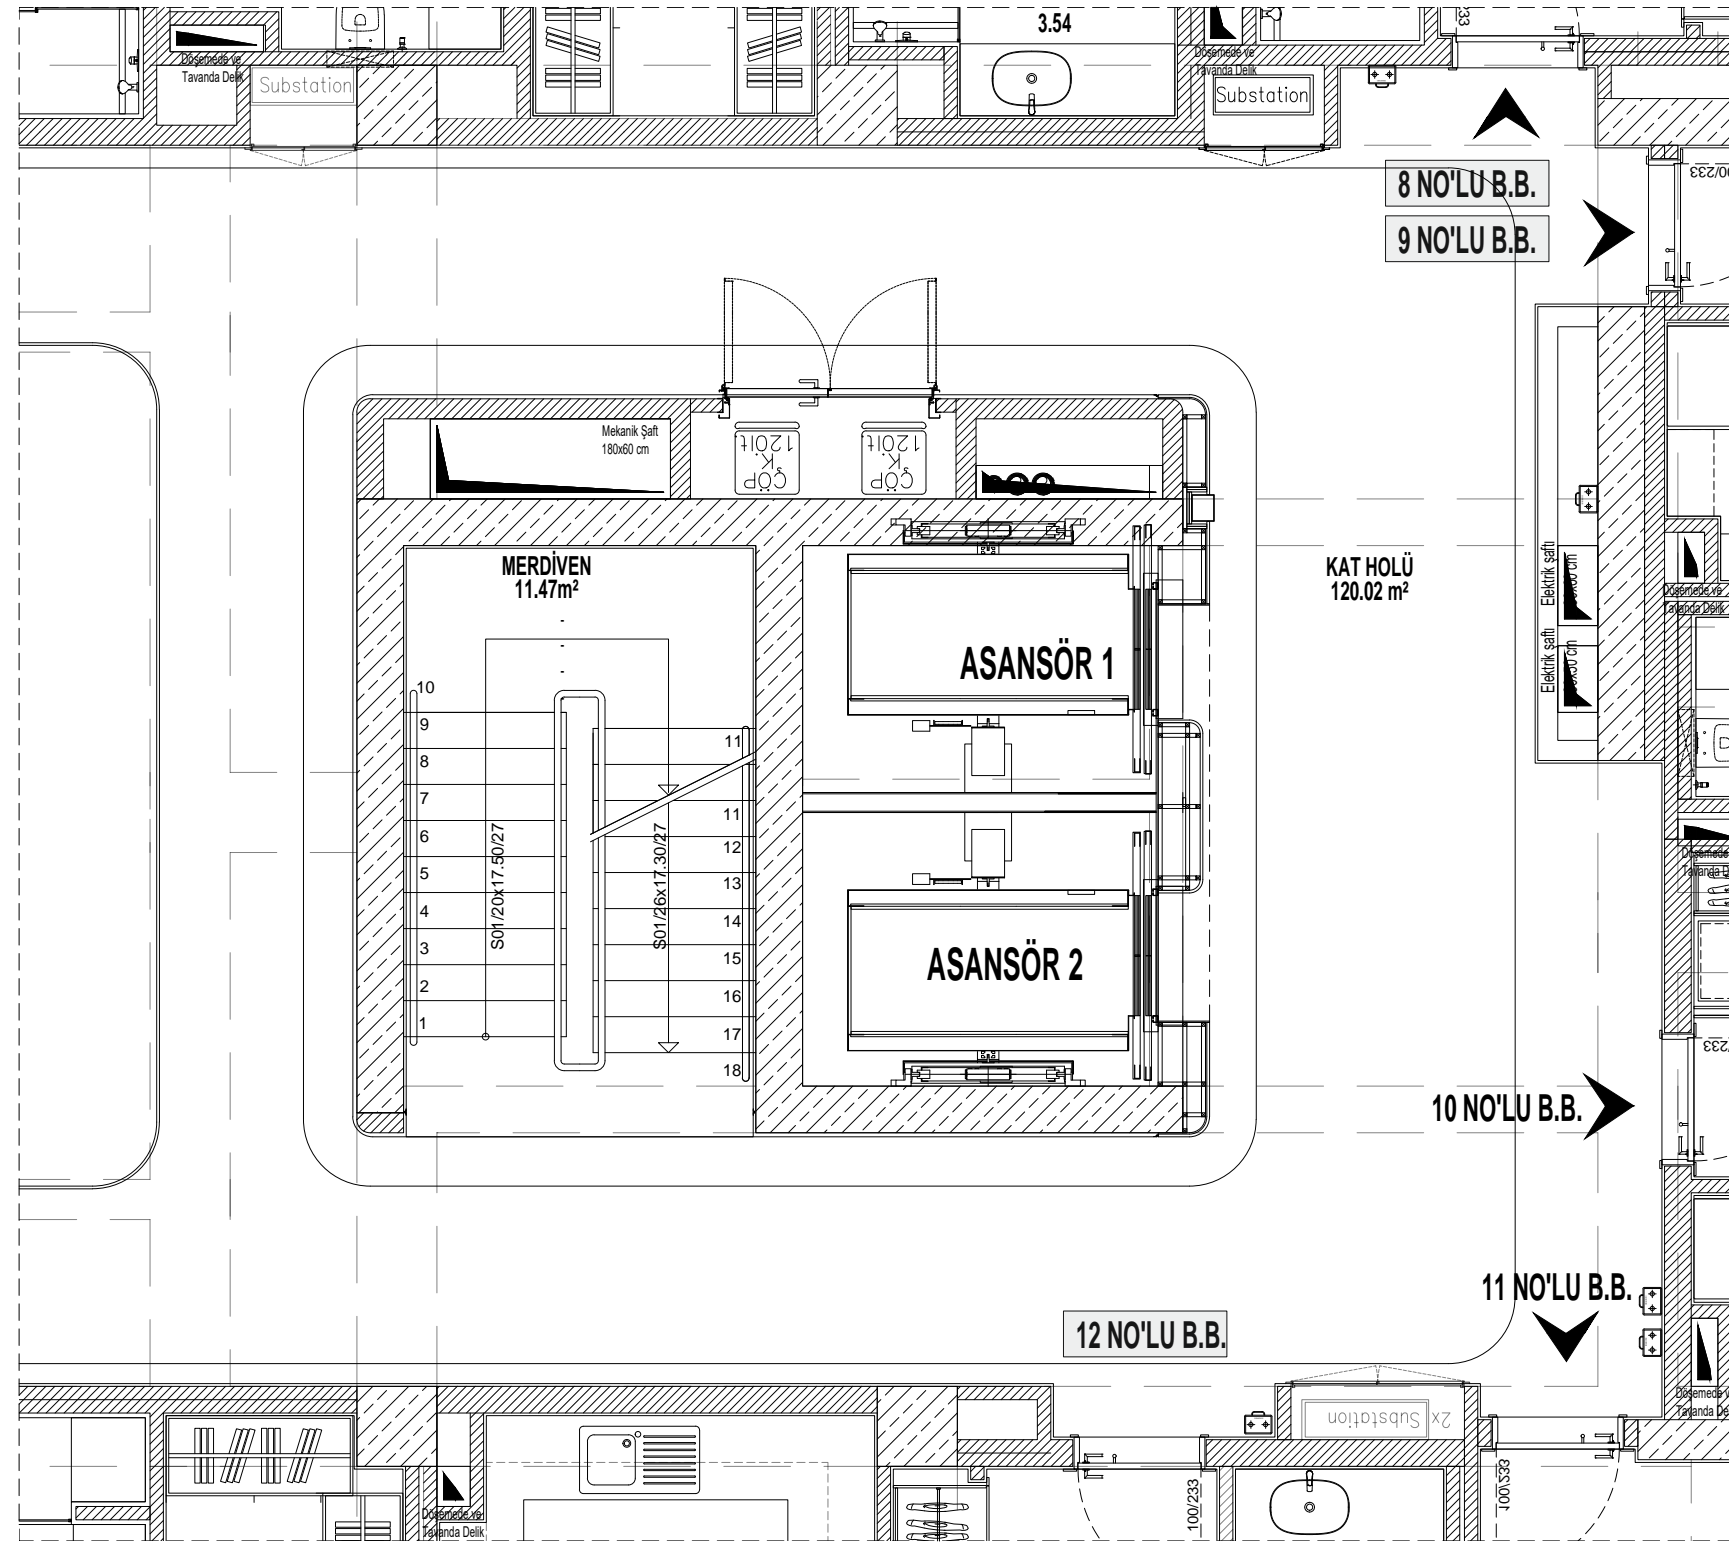 3.54
Döşemede ve
Tavanda Delik
Substation
Döşemede ve
Tavanda Delik
Substation
8 NO'LU B.B.
9 NO'LU B.B.
Mekanik Şaft
180x60 cm
ÇÖP
K.
120lt.
ÇÖP
K.
120lt.
MERDİVEN
11.47m²
KAT HOLÜ
120.02 m²
Elektrik şaftı
Elektrik şaftı
Döşemede ve
Tavanda Delik
ASANSÖR 1
10
9
8
7
6
5
4
3
2
1
S01/20x17.50/27
S01/26x17.30/27
11
11
12
13
14
15
16
17
18
ASANSÖR 2
10 NO'LU B.B.
11 NO'LU B.B.
12 NO'LU B.B.
2x Substation
Döşemede ve
Tavanda Delik
100/233
100/233